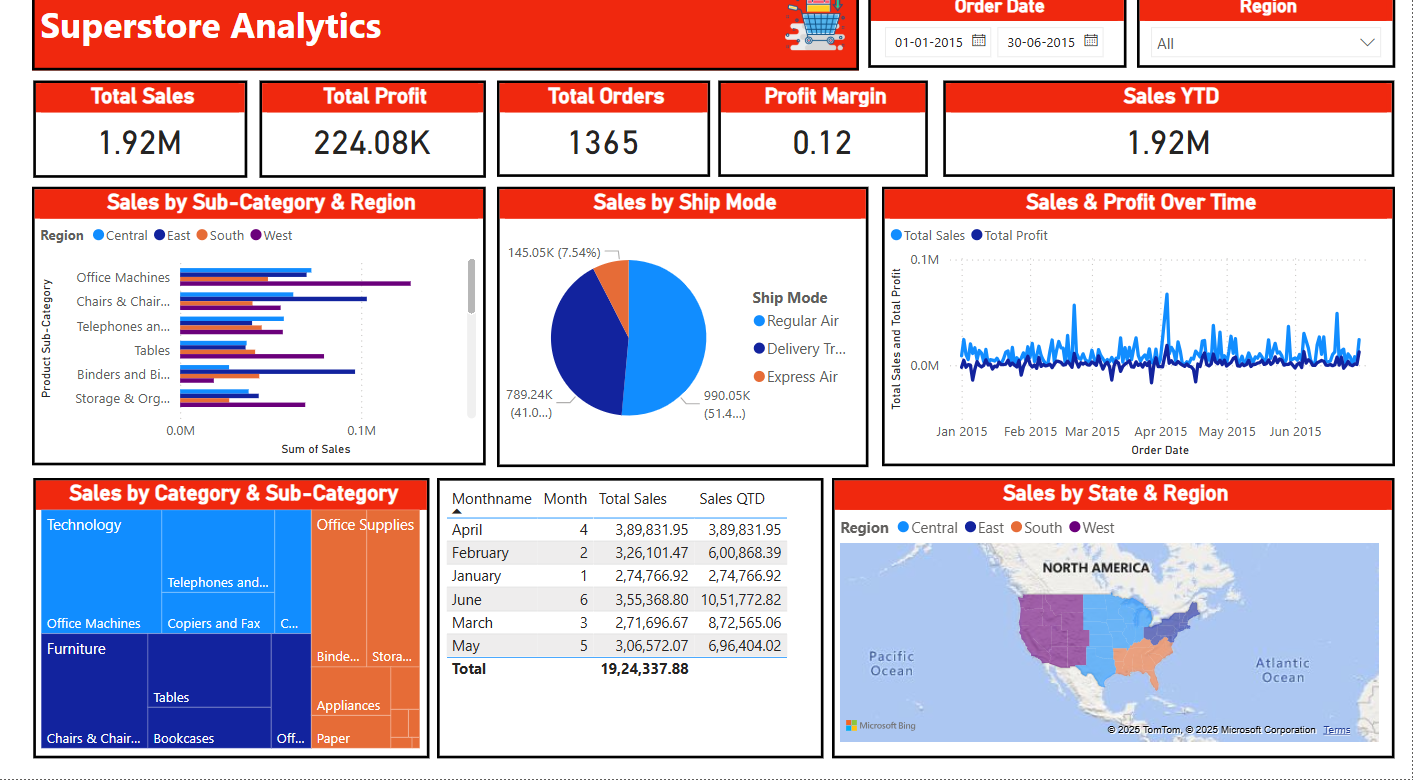 Superstore Analytics
Order Date
01-01-2015 30-06-2015
Region
All
Total Sales
1.92M
Total Profit
224.08K
Total Orders
1365
Profit Margin
0.12
Sales YTD
1.92M
Sales by Sub-Category & Region
Region Central East South West
Product Sub-Category
Office Machines
Chairs & Chair...
Telephones an...
Tables
Binders and Bi...
Storage & Org...
0.0M 0.1M
Sum of Sales
Sales by Ship Mode
145.05K (7.54%)
789.24K
(41.0...)
990.05K
(51.4...)
Ship Mode
Regular Air
Delivery Tr...
Express Air
Sales & Profit Over Time
Total Sales Total Profit
Total Sales and Total Profit
0.1M
0.0M
Jan 2015 Feb 2015 Mar 2015 Apr 2015 May 2015 Jun 2015
Order Date
Sales by Category & Sub-Category
Technology
Office Machines
Telephones and...
Copiers and Fax
C...
Furniture
Chairs & Chair...
Tables
Bookcases
Off...
Office Supplies
Binde...
Stora...
Appliances
Paper
Monthname Month Total Sales Sales QTD
April 4 3,89,831.95 3,89,831.95
February 2 3,26,101.47 6,00,868.39
January 1 2,74,766.92 2,74,766.92
June 6 3,55,368.80 10,51,772.82
March 3 2,71,696.67 8,72,565.06
May 5 3,06,572.07 6,96,404.02
Total 19,24,337.88
Sales by State & Region
Region Central East South West
NORTH AMERICA
Pacific
Ocean
Atlantic
Ocean
Microsoft Bing
© 2025 TomTom, © 2025 Microsoft Corporation Terms